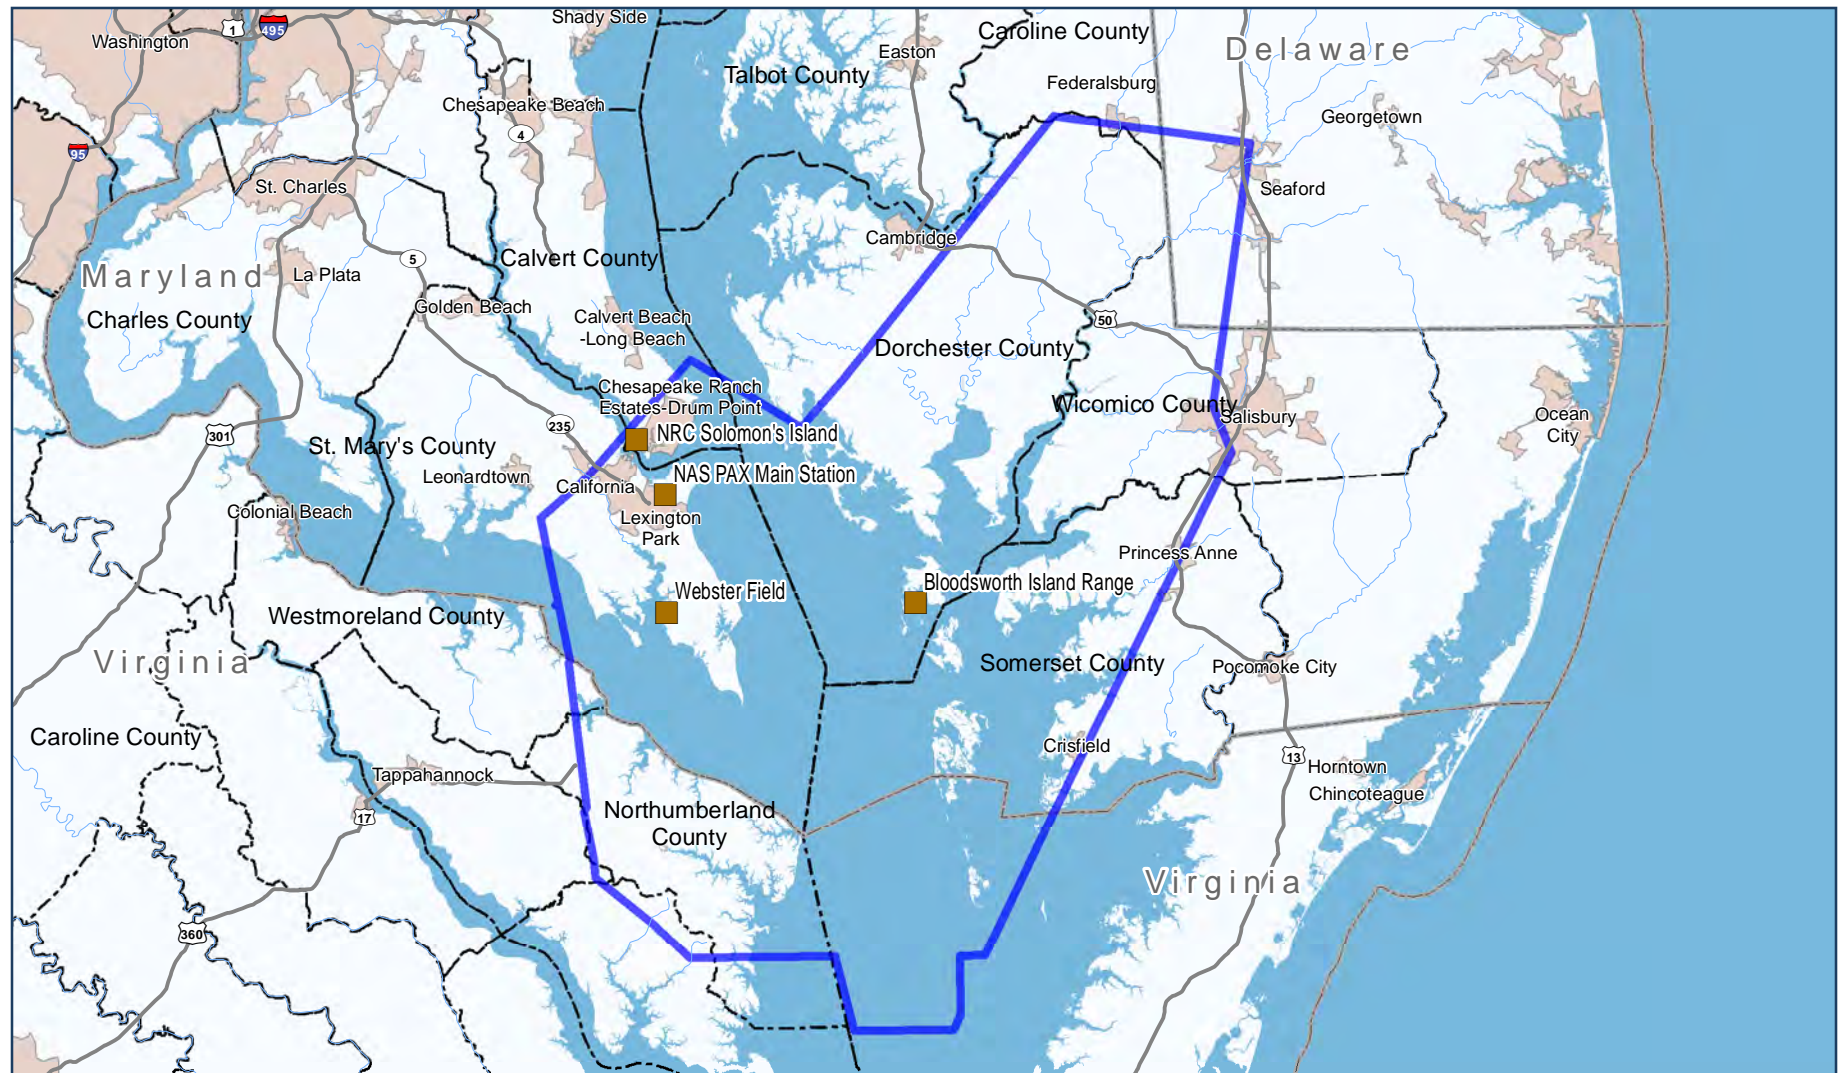 Shady Side
Washington
1
495
Caroline County
Easton
Delaware
Talbot County
Federalsburg
Chesapeake Beach
4
Georgetown
95
St. Charles
Seaford
Cambridge
5
Calvert County
Maryland
La Plata
Golden Beach
Charles County
Calvert Beach
-Long Beach
50
Dorchester County
Chesapeake Ranch
Estates-Drum Point
Wicomico County
Salisbury
Ocean
City
235
301
NRC Solomon's Island
St. Mary's County
Leonardtown
California
NAS PAX Main Station
Colonial Beach
Lexington
Park
Princess Anne
Webster Field
Bloodsworth Island Range
Westmoreland County
Virginia
Somerset County
Pocomoke City
Caroline County
Crisfield
13
Horntown
Tappahannock
Chincoteague
17
Northumberland
County
Virginia
360